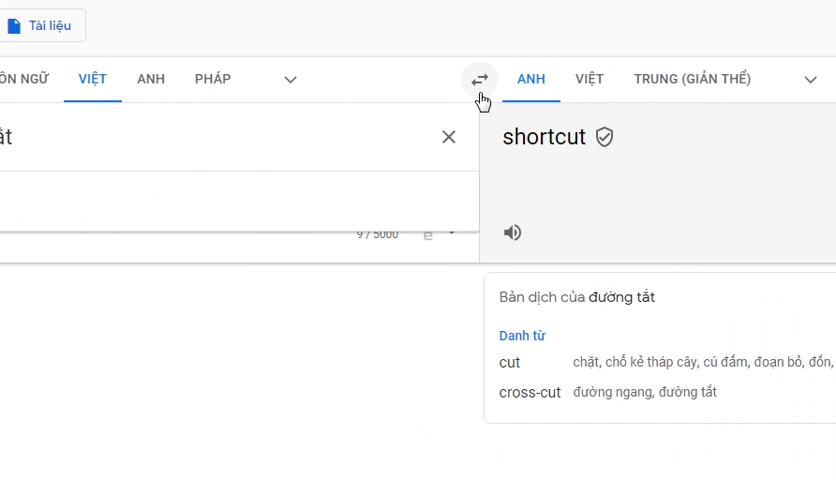 Tài liệu
ÔN NGỮ VIỆT ANH PHÁP ANH VIỆT TRUNG (GIẢN THỂ)
ắt shortcut
9 / 5000
Bản dịch của đường tắt
Danh từ
cut chặt, chổ kẻ tháp cây, cú đấm, đoạn bỏ, đốn,
cross-cut đường ngang, đường tắt